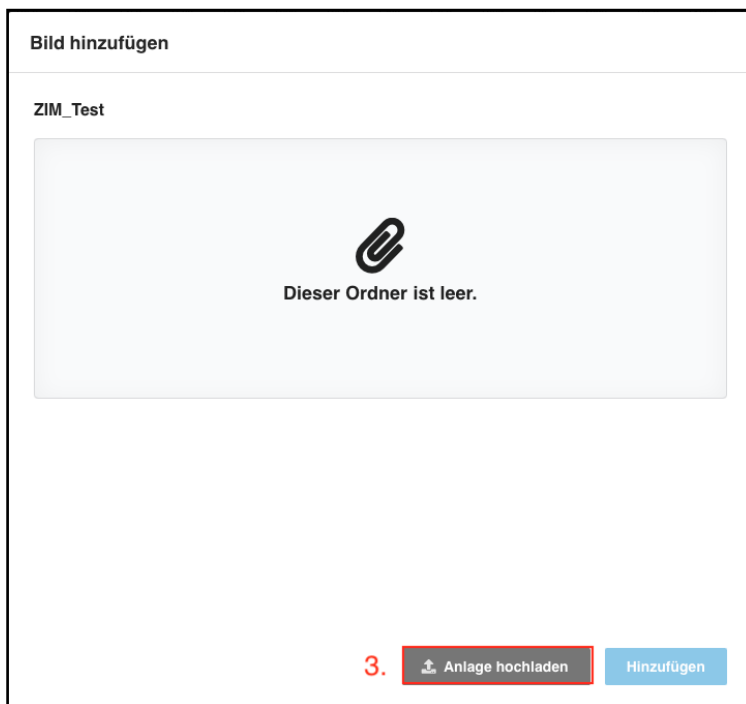 Bild hinzufügen
ZIM_Test
Dieser Ordner ist leer.
3. Anlage hochladen Hinzufügen